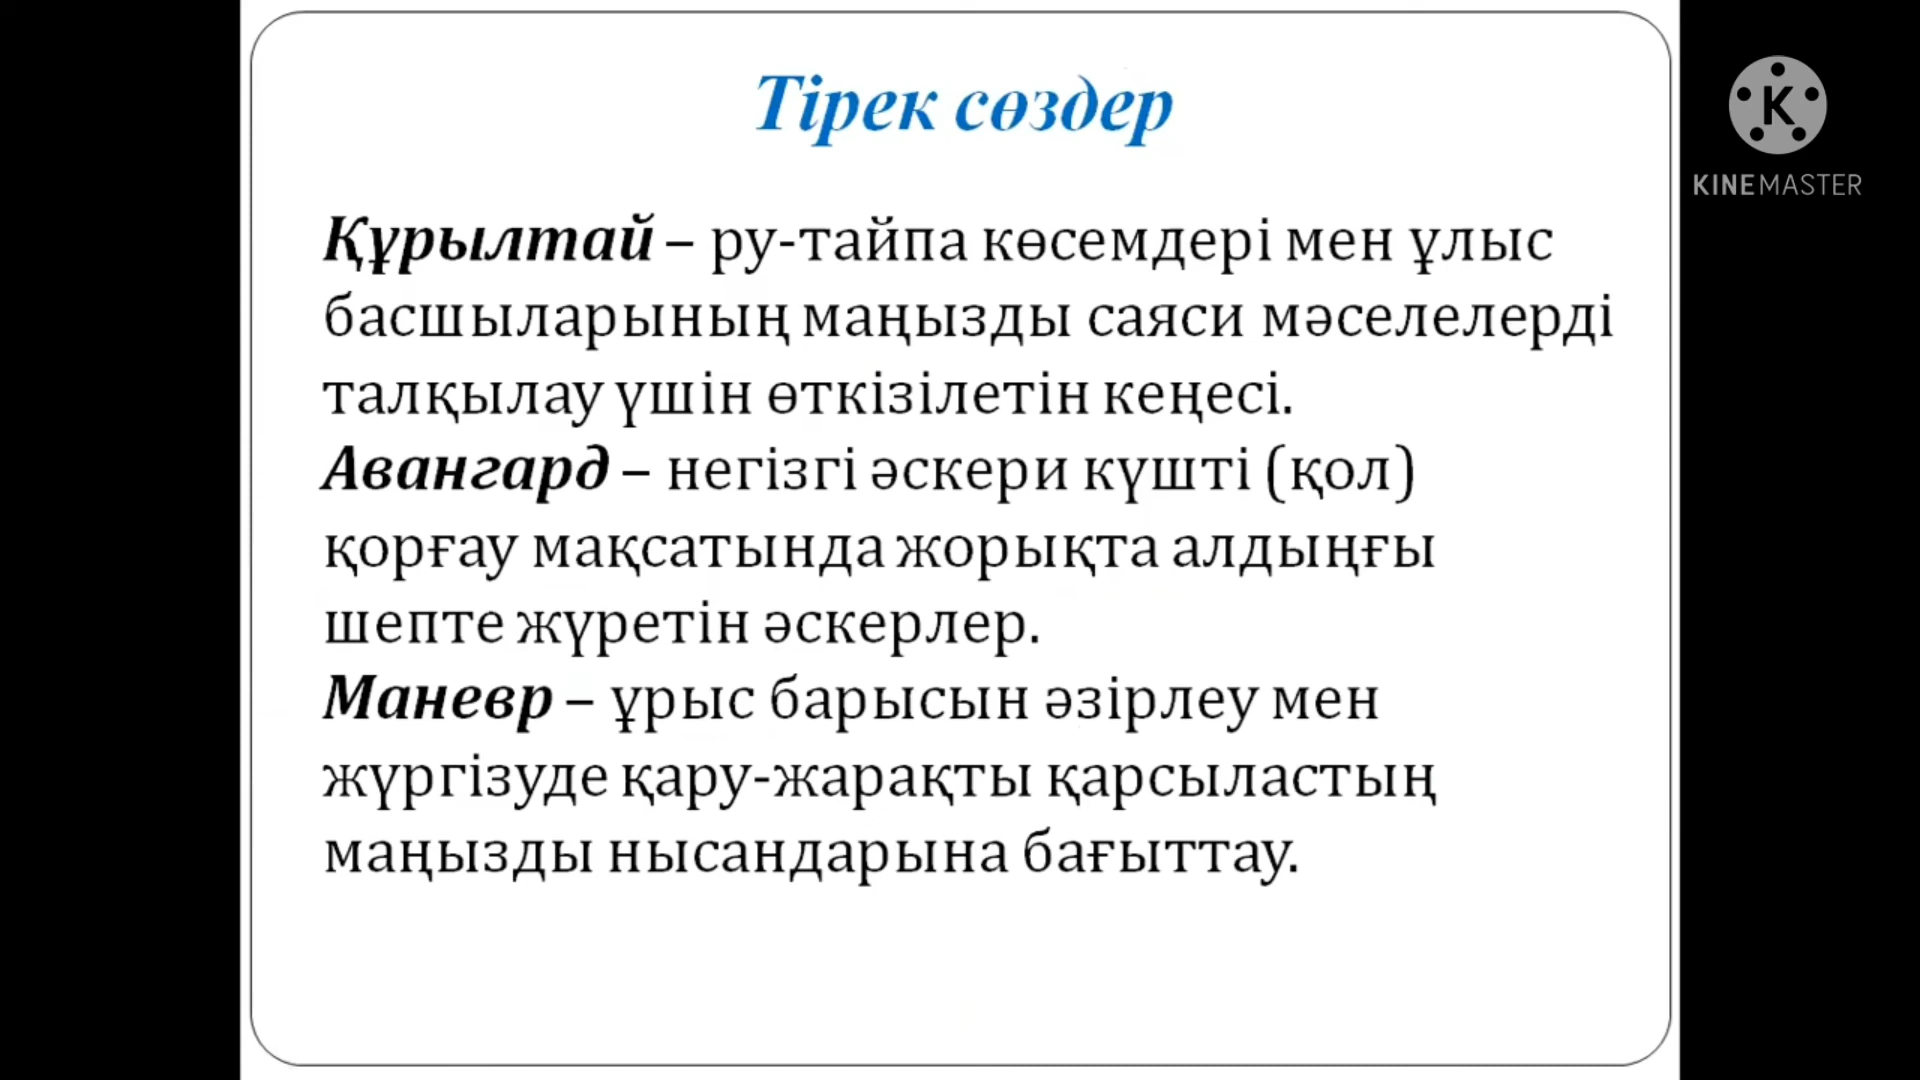 Тірек сөздер
K
KINEMASTER
Құрылтай – ру-тайпа көсемдері мен ұлыс
басшыларының маңызды саяси мәселелерді
талқылау үшін өткізілетін кеңесі.
Авангард – негізгі әскери күшті (қол)
қорғау мақсатында жорықта алдыңғы
шепте жүретін әскерлер.
Маневр – ұрыс барысын әзірлеу мен
жүргізуде қару-жарақты қарсыластың
маңызды нысандарына бағыттау.